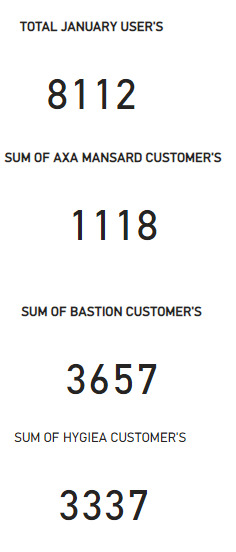 TOTAL JANUARY USER'S
8112
SUM OF AXA MANSARD CUSTOMER'S
1118
SUM OF BASTION CUSTOMER'S
3657
SUM OF HYGIEA CUSTOMER'S
3337